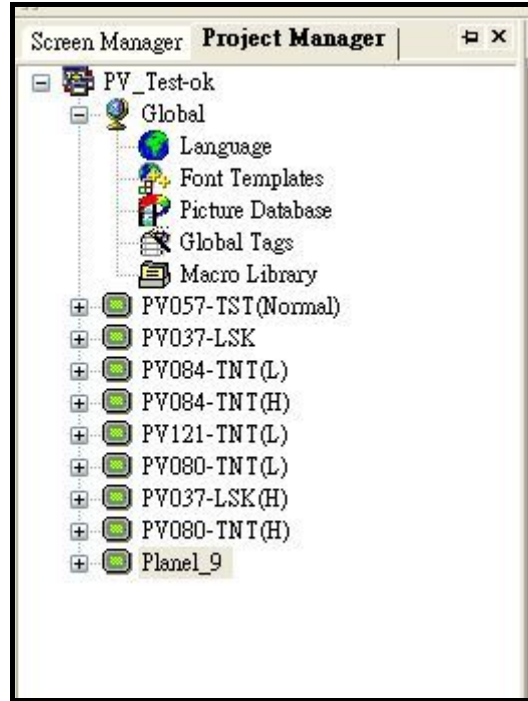 Screen Manager Project Manager
PV_Test-ok
Global
Language
Font Templates
Picture Database
Global Tags
Macro Library
PV057-TST(Normal)
PV037-LSK
PV084-TNT(L)
PV084-TNT(H)
PV121-TNT(L)
PV080-TNT(L)
PV037-LSK(H)
PV080-TNT(H)
Planel_9